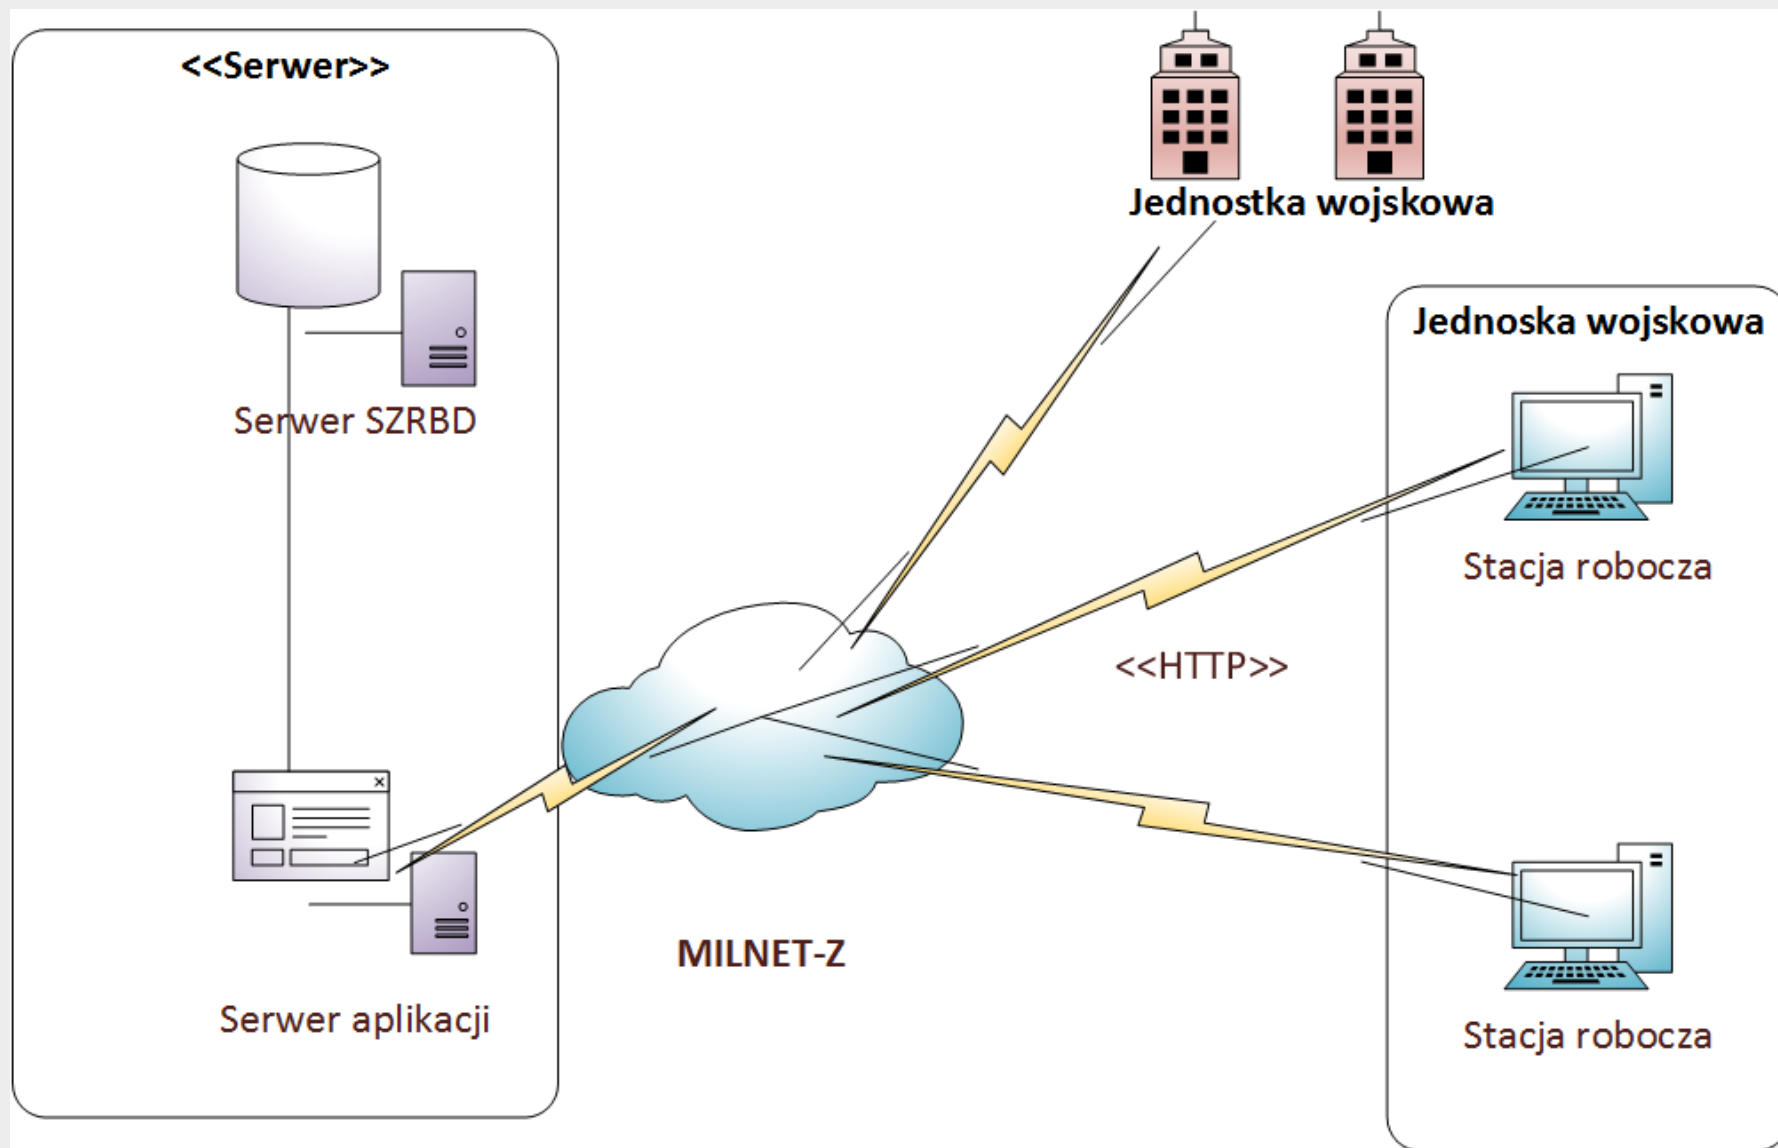 <<Serwer>>
Serwer SZRBD
Serwer aplikacji
MILNET-Z
Jednostka wojskowa
<<HTTP>>
Jednoska wojskowa
Stacja robocza
Stacja robocza